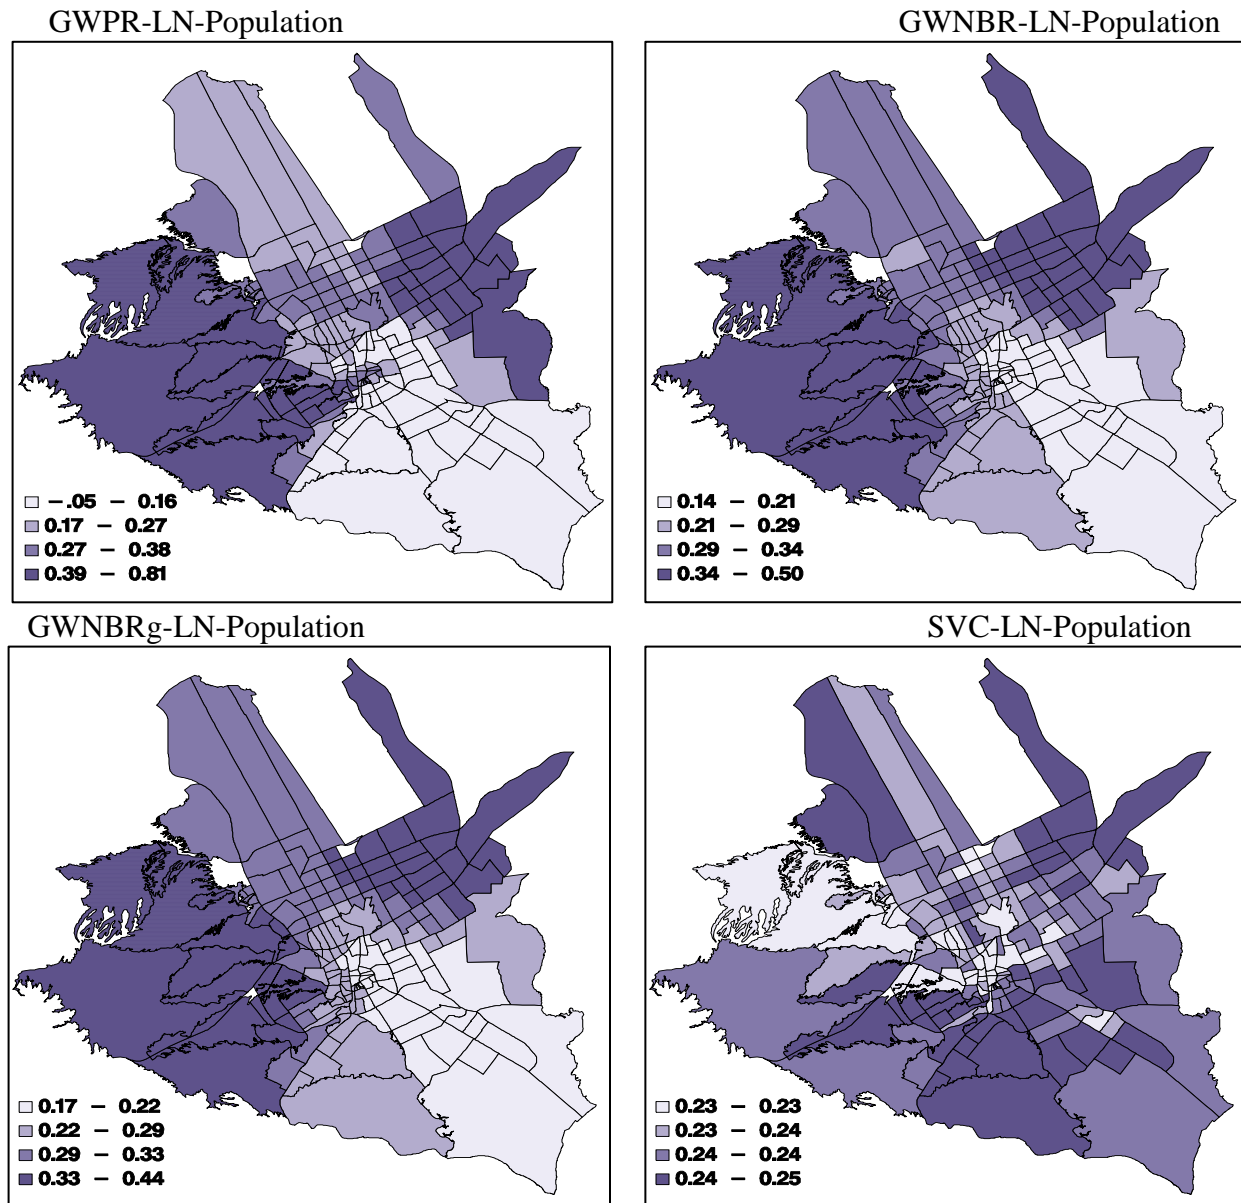 GWPR-LN-Population
GWNBR-LN-Population
-.05 – 0.16
0.17 – 0.27
0.27 – 0.38
0.39 – 0.81
0.14 – 0.21
0.21 – 0.29
0.29 – 0.34
0.34 – 0.50
GWNBRg-LN-Population
SVC-LN-Population
0.17 – 0.22
0.22 – 0.29
0.29 – 0.33
0.33 – 0.44
0.23 – 0.23
0.23 – 0.24
0.24 – 0.24
0.24 – 0.25